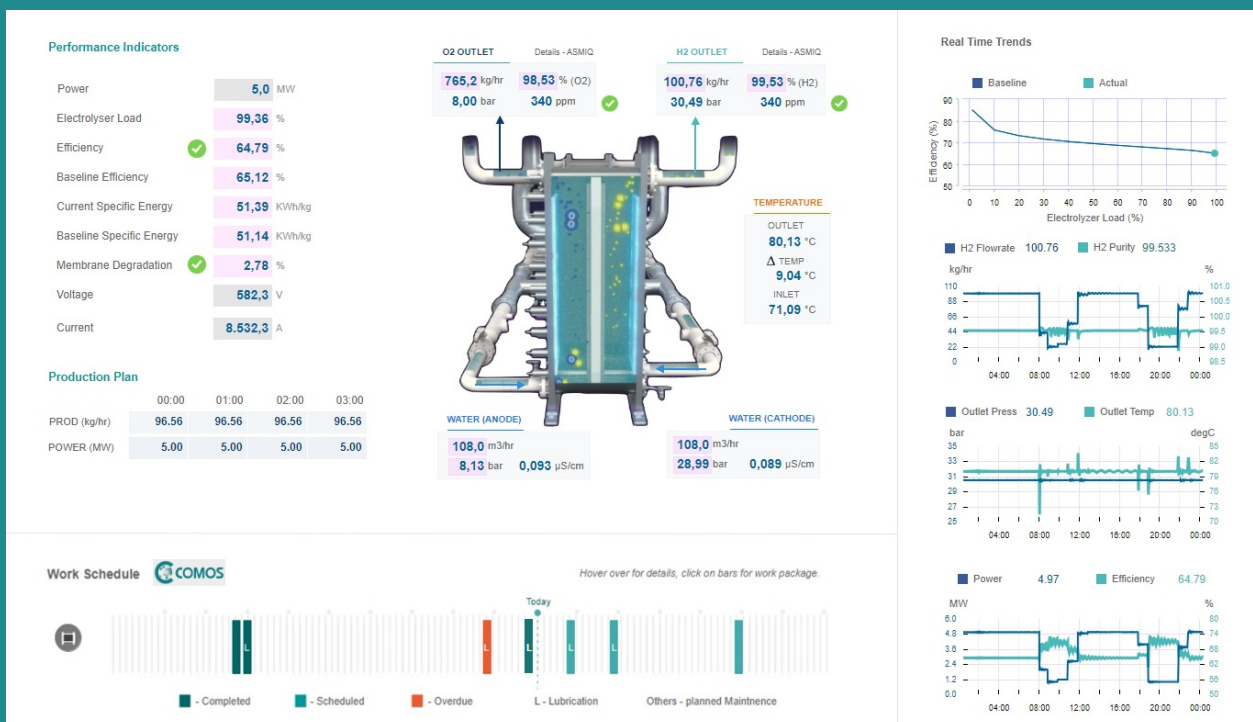 Performance Indicators
Power 5,0 MW
Electrolyser Load 99,36 %
Efficiency 64,79 %
Baseline Efficiency 65,12 %
Current Specific Energy 51,39 KWh/kg
Baseline Specific Energy 51,14 KWh/kg
Membrane Degradation 2,78 %
Voltage 582,3 V
Current 8.532,3 A
Production Plan
00:00 01:00 02:00 03:00
PROD (kg/hr) 96.56 96.56 96.56 96.56
POWER (MW) 5.00 5.00 5.00 5.00
O2 OUTLET Details - ASMIQ
765,2 kg/hr 98,53 % (O2)
8,00 bar 340 ppm
H2 OUTLET Details - ASMIQ
100,76 kg/hr 99,53 % (H2)
30,49 bar 340 ppm
TEMPERATURE
OUTLET
80,13 °C
Δ TEMP
9,04 °C
INLET
71,09 °C
WATER (ANODE)
108,0 m3/hr
8,13 bar 0,093 µS/cm
WATER (CATHODE)
108,0 m3/hr
28,99 bar 0,089 µS/cm
Work Schedule COMOS
Hover over for details, click on bars for work package.
Today
L L L L L
- Completed - Scheduled - Overdue L - Lubrication Others - planned Maintnence
Real Time Trends
Baseline Actual
Efficiency (%)
90
80
70
60
0 10 20 30 40 50 60 70 80 90 100
Electrolyzer Load (%)
H2 Flowrate 100.76 H2 Purity 99.533
kg/hr %
110 101.0
88 100.5
66 100.0
44 99.5
22 99.0
0 98.5
04:00 08:00 12:00 16:00 20:00 00:00
Outlet Press 30.49 Outlet Temp 80.13
bar degC
35 85
33 82
31 79
29 76
27 73
25 70
04:00 08:00 12:00 16:00 20:00 00:00
Power 4.97 Efficiency 64.79
MW %
6.0 80
4.8 74
3.6 68
2.4 62
1.2 56
0.0 50
04:00 08:00 12:00 16:00 20:00 00:00